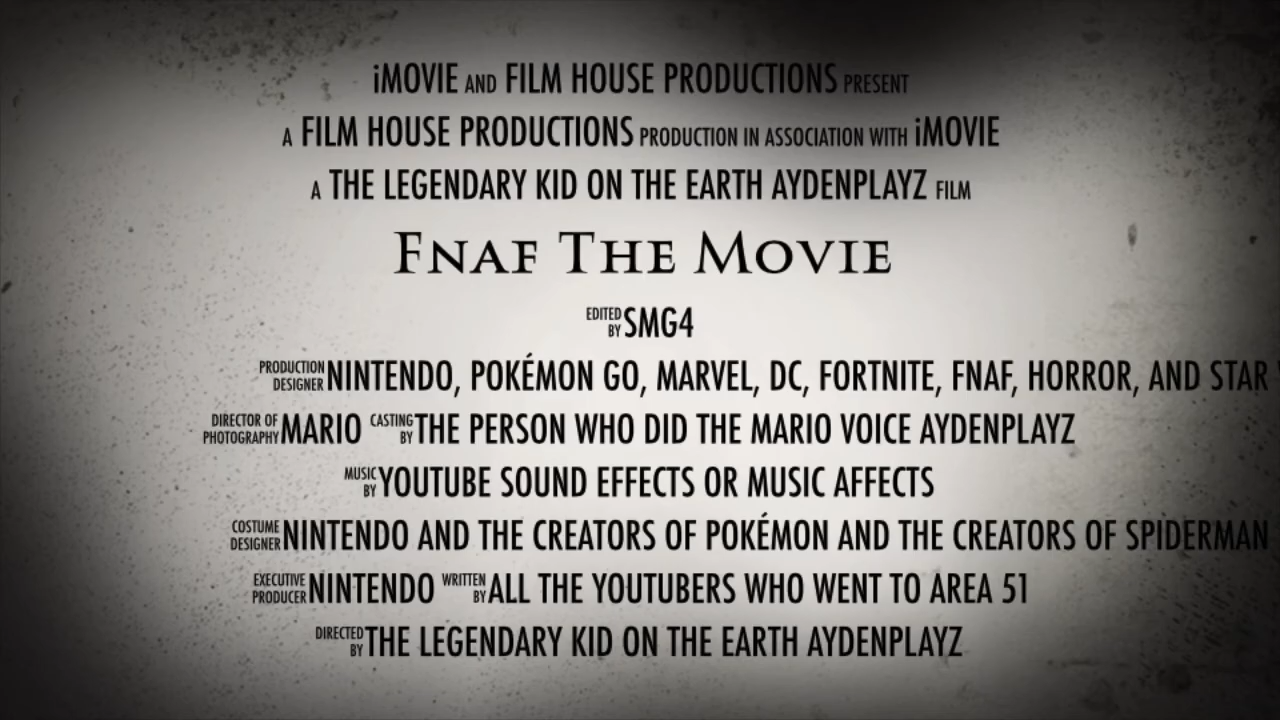 iMOVIE AND FILM HOUSE PRODUCTIONS PRESENT
A FILM HOUSE PRODUCTIONS PRODUCTION IN ASSOCIATION WITH iMOVIE
A THE LEGENDARY KID ON THE EARTH AYDENPLAYZ FILM
FNAF THE MOVIE
EDITED BY SMG4
PRODUCTION DESIGNER NINTENDO, POKÉMON GO, MARVEL, DC, FORTNITE, FNAF, HORROR, AND STAR
DIRECTOR OF PHOTOGRAPHY MARIO CASTING BY THE PERSON WHO DID THE MARIO VOICE AYDENPLAYZ
MUSIC BY YOUTUBE SOUND EFFECTS OR MUSIC AFFECTS
COSTUME DESIGNER NINTENDO AND THE CREATORS OF POKÉMON AND THE CREATORS OF SPIDERMAN
EXECUTIVE PRODUCER NINTENDO WRITTEN BY ALL THE YOUTUBERS WHO WENT TO AREA 51
DIRECTED BY THE LEGENDARY KID ON THE EARTH AYDENPLAYZ